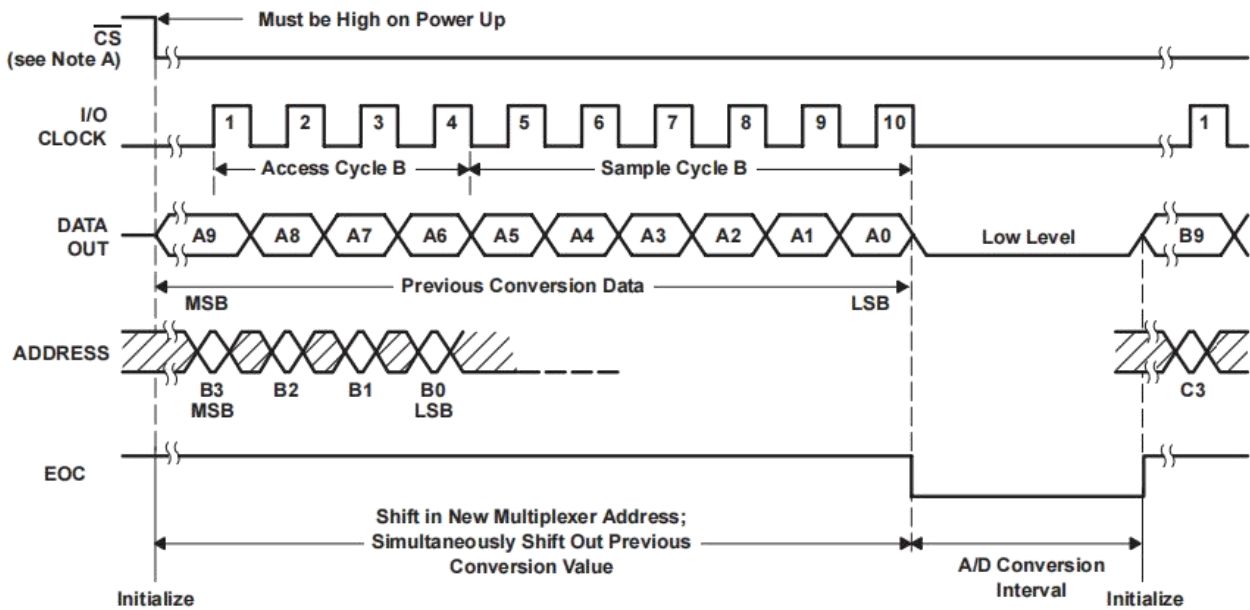 Must be High on Power Up
CS
(see Note A)
I/O
CLOCK
1 2 3 4 5 6 7 8 9 10 1
Access Cycle B Sample Cycle B
DATA
OUT
A9 A8 A7 A6 A5 A4 A3 A2 A1 A0 Low Level B9
Previous Conversion Data
MSB LSB
ADDRESS
B3 B2 B1 B0 C3
MSB LSB
EOC
Shift in New Multiplexer Address;
Simultaneously Shift Out Previous
Conversion Value
A/D Conversion
Interval
Initialize Initialize